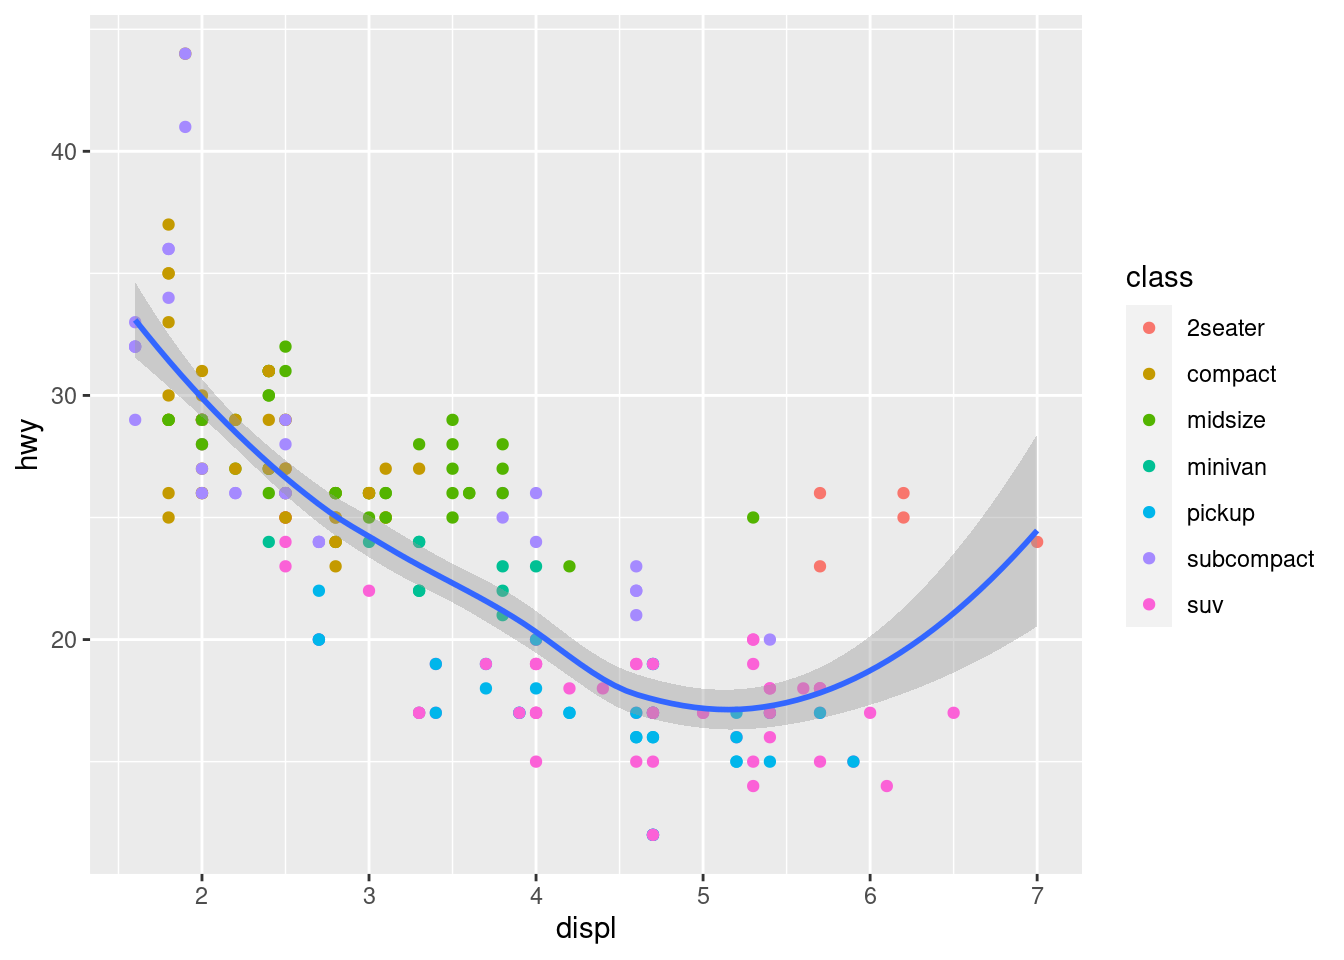 40
30
20
hwy
2 3 4 5 6 7
displ
class
2seater
compact
midsize
minivan
pickup
subcompact
suv